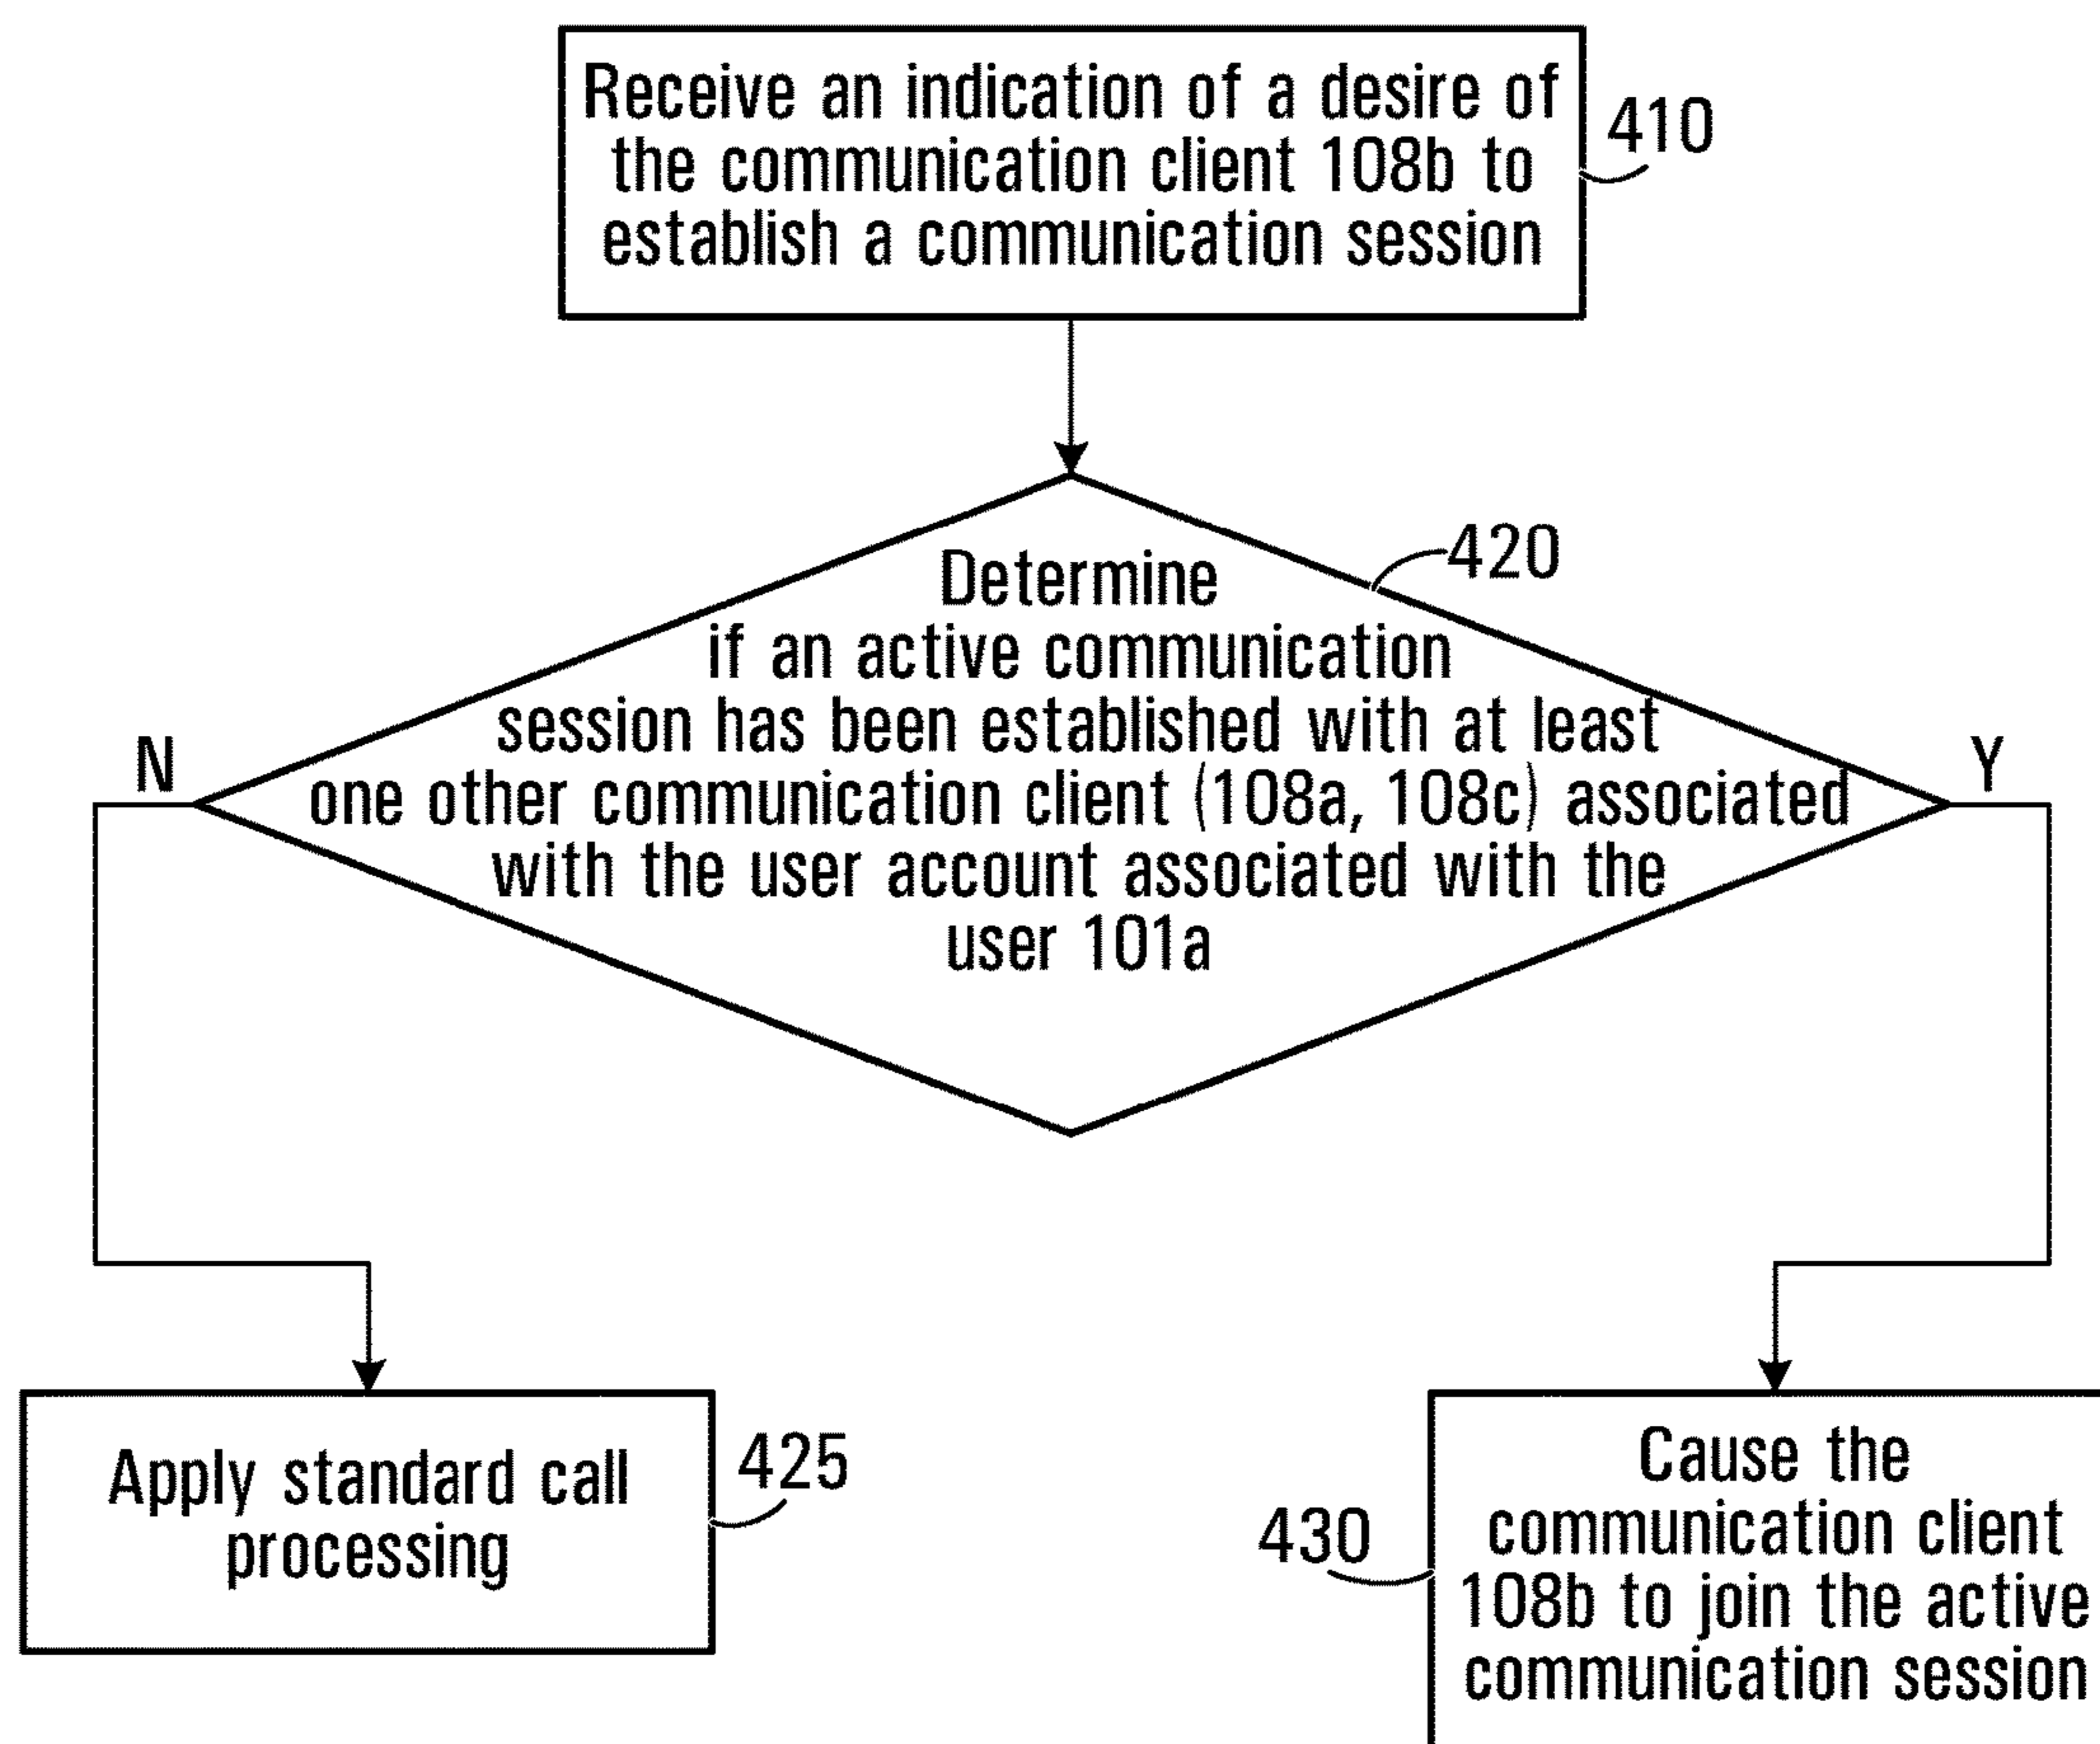 Receive an indication of a desire of
the communication client 108b to
establish a communication session
410
Determine
if an active communication
session has been established with at least
one other communication client (108a, 108c) associated
with the user account associated with the
user 101a
420
N
Y
Apply standard call
processing
425
430
Cause the
communication client
108b to join the active
communication session